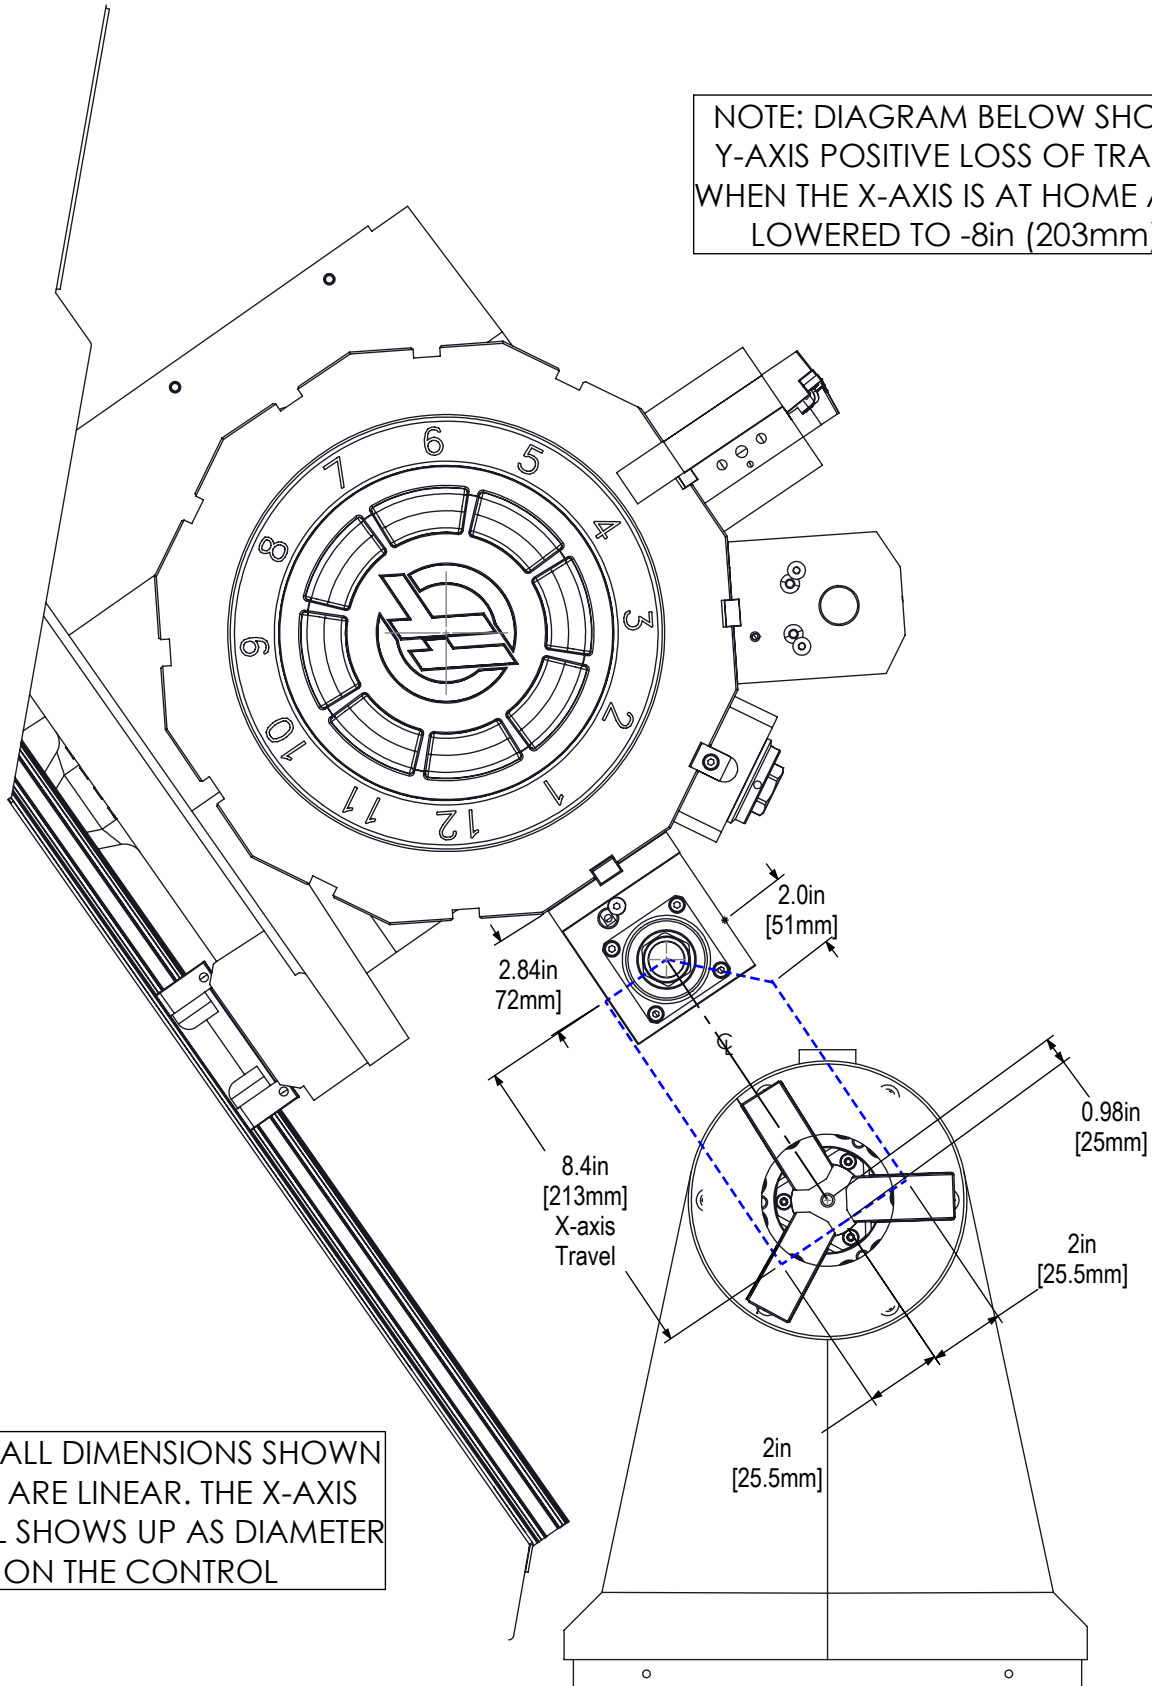 NOTE: DIAGRAM BELOW SHO
Y-AXIS POSITIVE LOSS OF TRA
WHEN THE X-AXIS IS AT HOME
LOWERED TO -8in (203mm)
6
5
7
4
8
3
9
2
10
1
11
12
2.0in
[51mm]
2.84in
72mm]
CL
0.98in
[25mm]
8.4in
[213mm]
X-axis
Travel
2in
[25.5mm]
2in
[25.5mm]
ALL DIMENSIONS SHOWN
ARE LINEAR. THE X-AXIS
L SHOWS UP AS DIAMETER
ON THE CONTROL